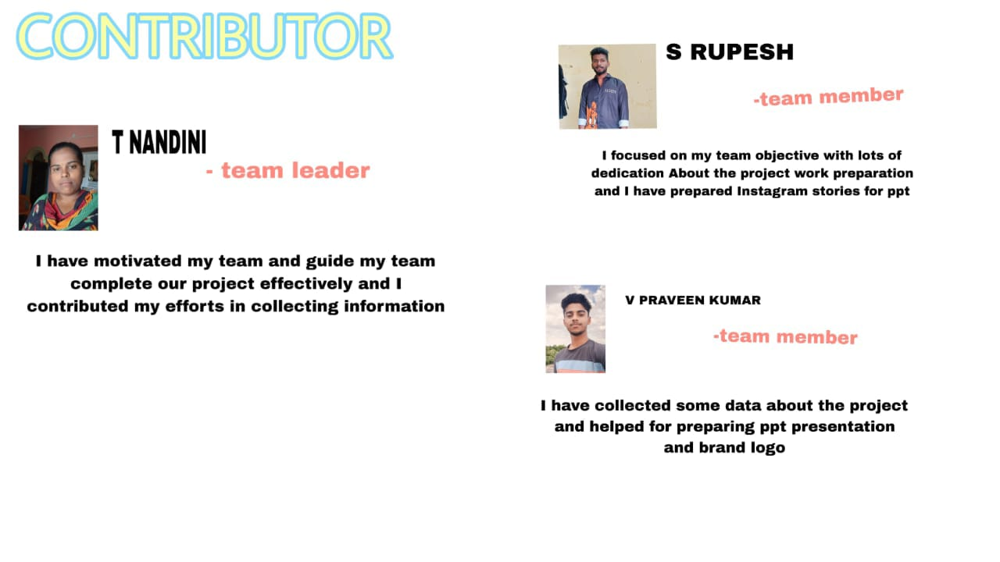 CONTRIBUTOR
T NANDINI
- team leader
I have motivated my team and guide my team
complete our project effectively and I
contributed my efforts in collecting information
S RUPESH
-team member
I focused on my team objective with lots of
dedication About the project work preparation
and I have prepared Instagram stories for ppt
V PRAVEEN KUMAR
-team member
I have collected some data about the project
and helped for preparing ppt presentation
and brand logo